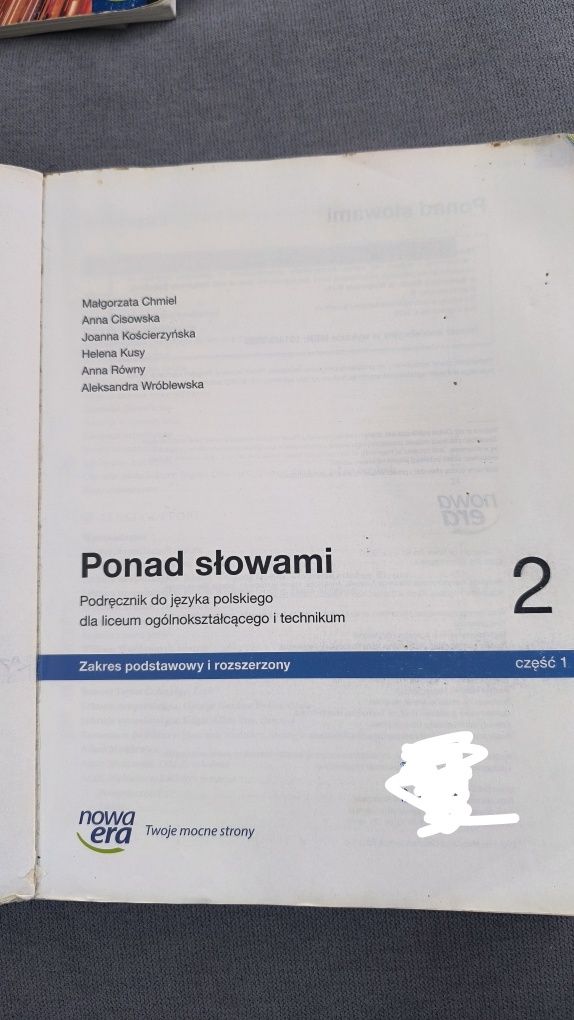 Małgorzata Chmiel
Anna Cisowska
Joanna Kościerzyńska
Helena Kusy
Anna Równy
Aleksandra Wróblewska
Ponad słowami
2
Podręcznik do języka polskiego
dla liceum ogólnokształcącego i technikum
Zakres podstawowy i rozszerzony
część 1
nowa
era
Twoje mocne strony